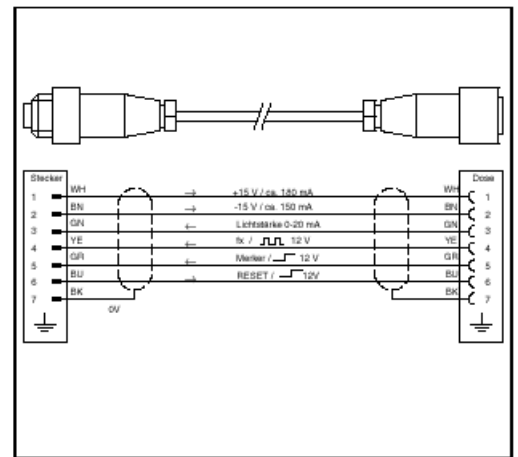 Stecker Dose
1 WH +15 V / ca. 180 mA WH 1
2 BN -15 V / ca. 150 mA BN 2
3 GN Lichtstärke 0-20 mA GN 3
4 YE fx / 12 V YE 4
5 GR Merker / 12 V GR 5
6 BU RESET / 12V BU 6
7 BK BK 7
0V